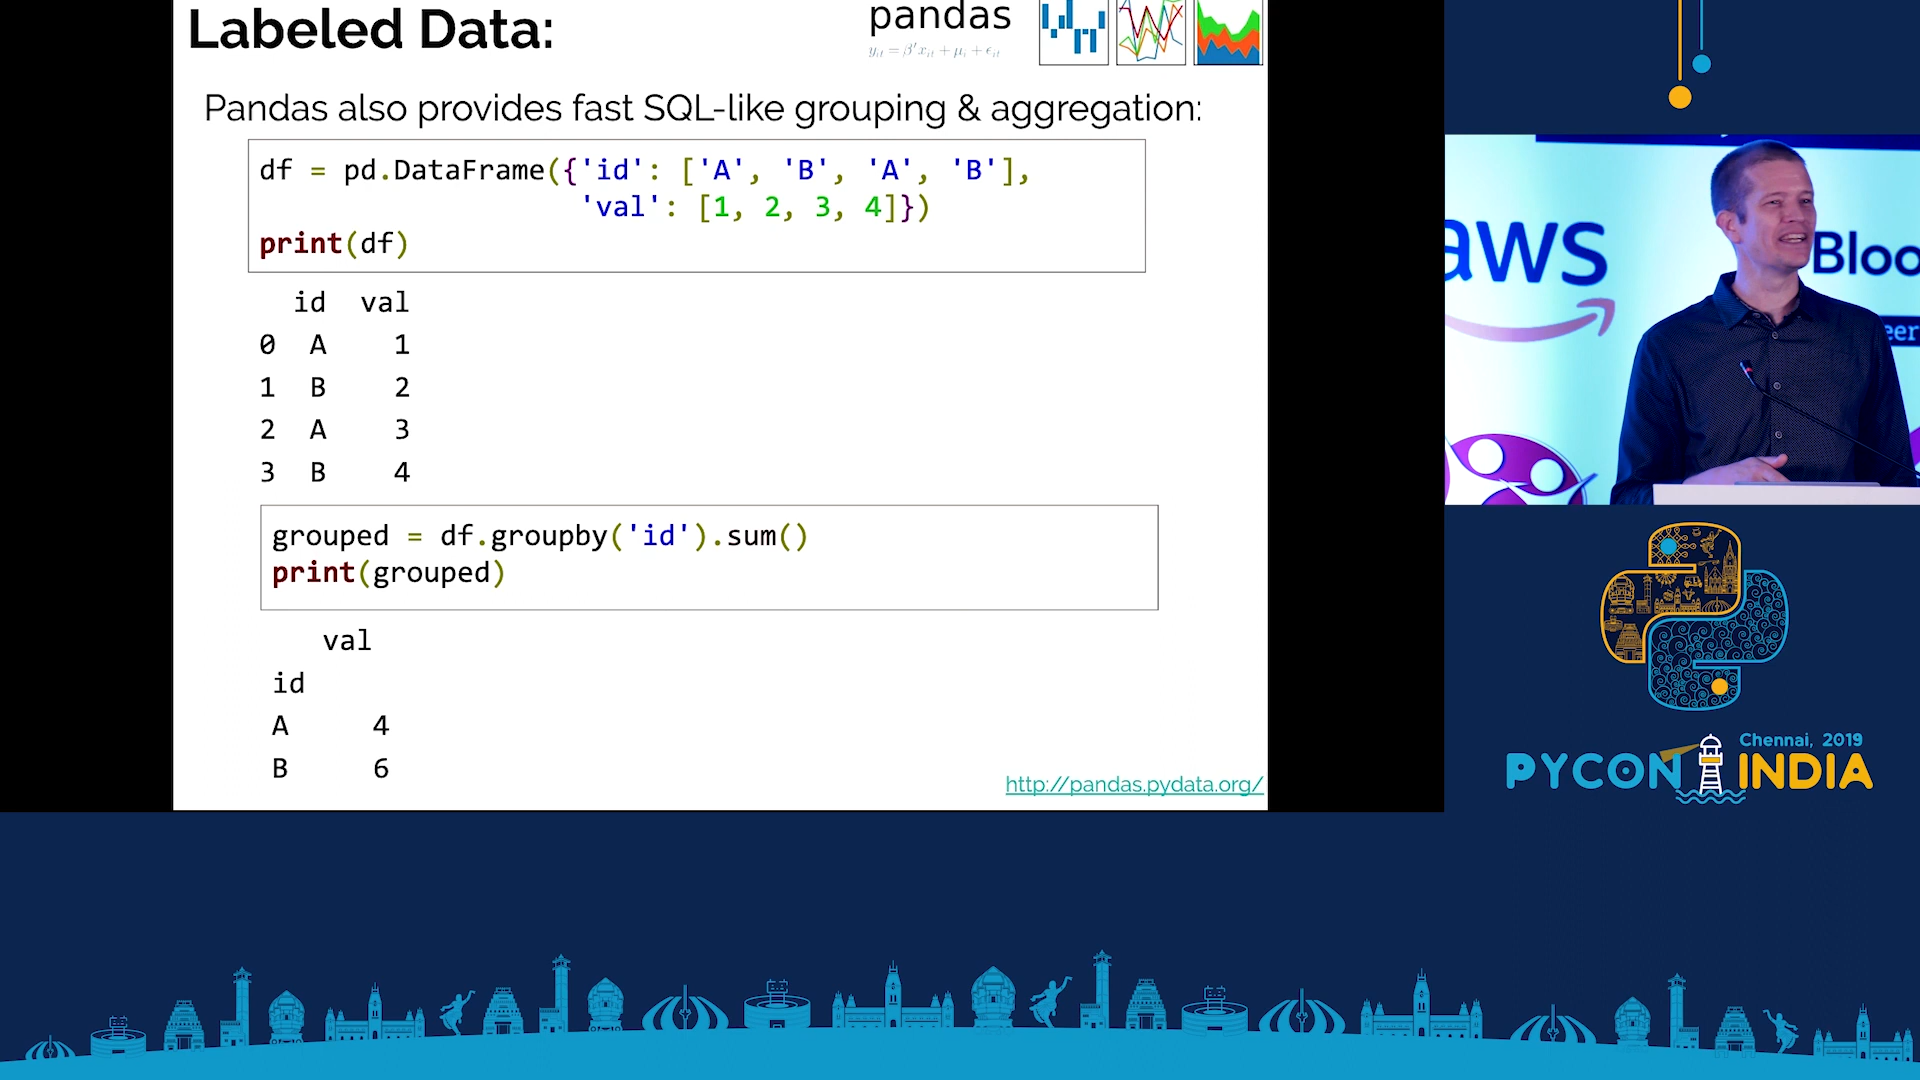 Labeled Data:
pandas
Pandas also provides fast SQL-like grouping & aggregation:
df = pd.DataFrame({'id': ['A', 'B', 'A', 'B'],
'val': [1, 2, 3, 4]})
print(df)
id val
0 A 1
1 B 2
2 A 3
3 B 4
grouped = df.groupby('id').sum()
print(grouped)
val
id
A 4
B 6
http://pandas.pydata.org/
aws
Bloo
eer
Chennai, 2019
PYCON INDIA